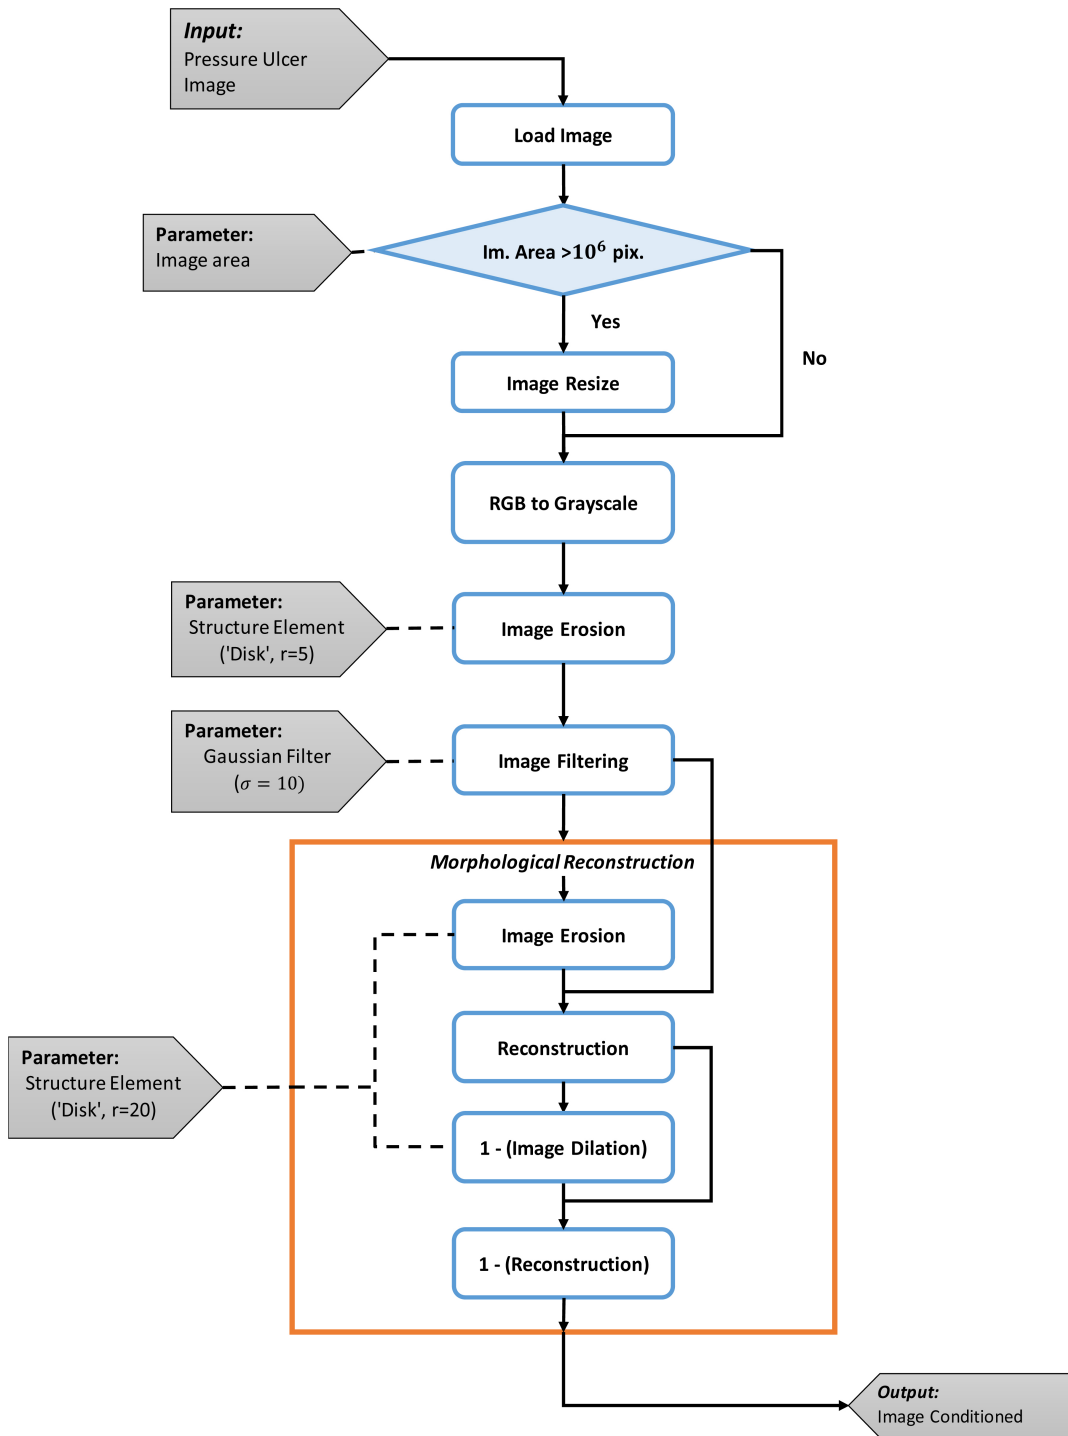 Input:
Pressure Ulcer
Image
Load Image
Parameter:
Image area
Im. Area >10⁶ pix.
Yes
No
Image Resize
RGB to Grayscale
Parameter:
Structure Element
('Disk', r=5)
Image Erosion
Parameter:
Gaussian Filter
(σ = 10)
Image Filtering
Morphological Reconstruction
Image Erosion
Reconstruction
Parameter:
Structure Element
('Disk', r=20)
1 - (Image Dilation)
1 - (Reconstruction)
Output:
Image Conditioned